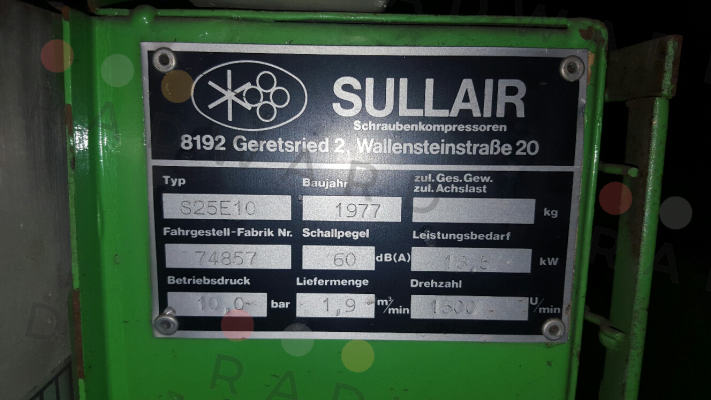 SULLAIR
Schraubenkompressoren
8192 Geretsried 2, Wallensteinstraße 20
Typ S25E10 Baujahr 1977 zul. Ges. Gew. zul. Achslast kg
Fahrgestell-Fabrik Nr. 74857 Schallpegel 60 dB(A) Leistungsbedarf kW
Betriebsdruck 10,0 bar Liefermenge 1,9 m³/min Drehzahl 1500 U/min